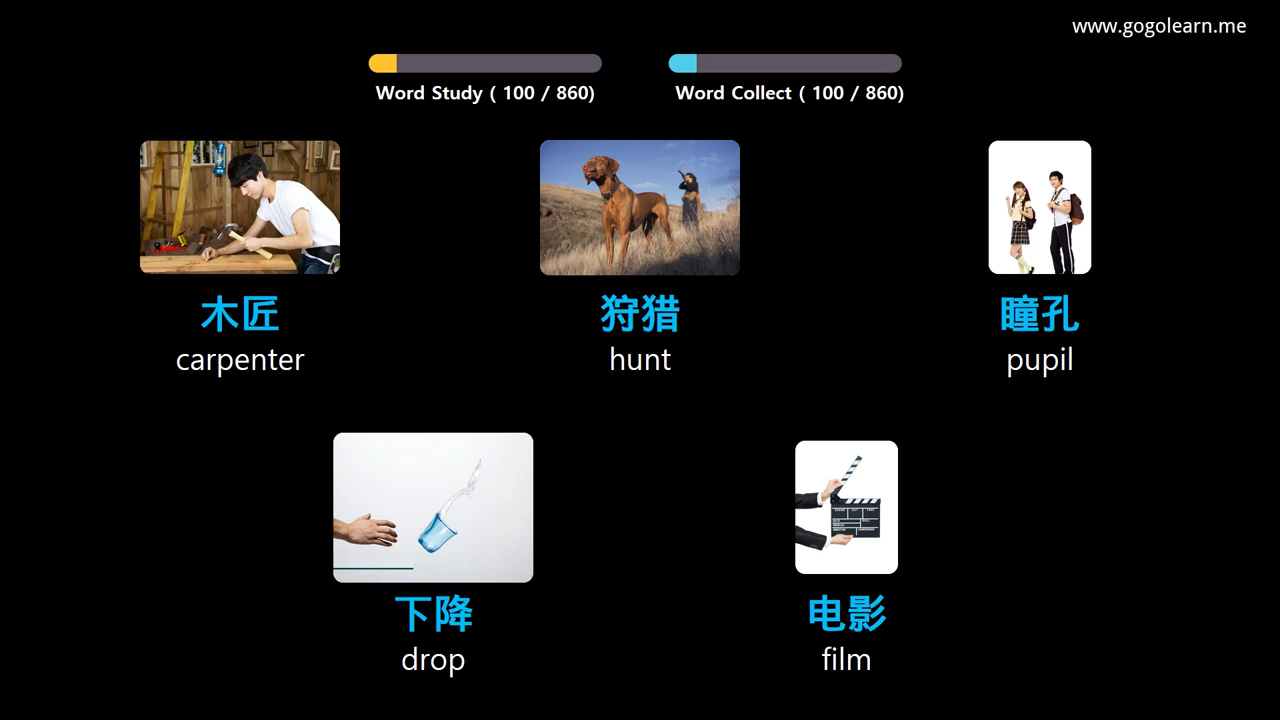 www.gogolearn.me
Word Study ( 100 / 860)
Word Collect ( 100 / 860)
木匠
carpenter
狩猎
hunt
瞳孔
pupil
下降
drop
电影
film